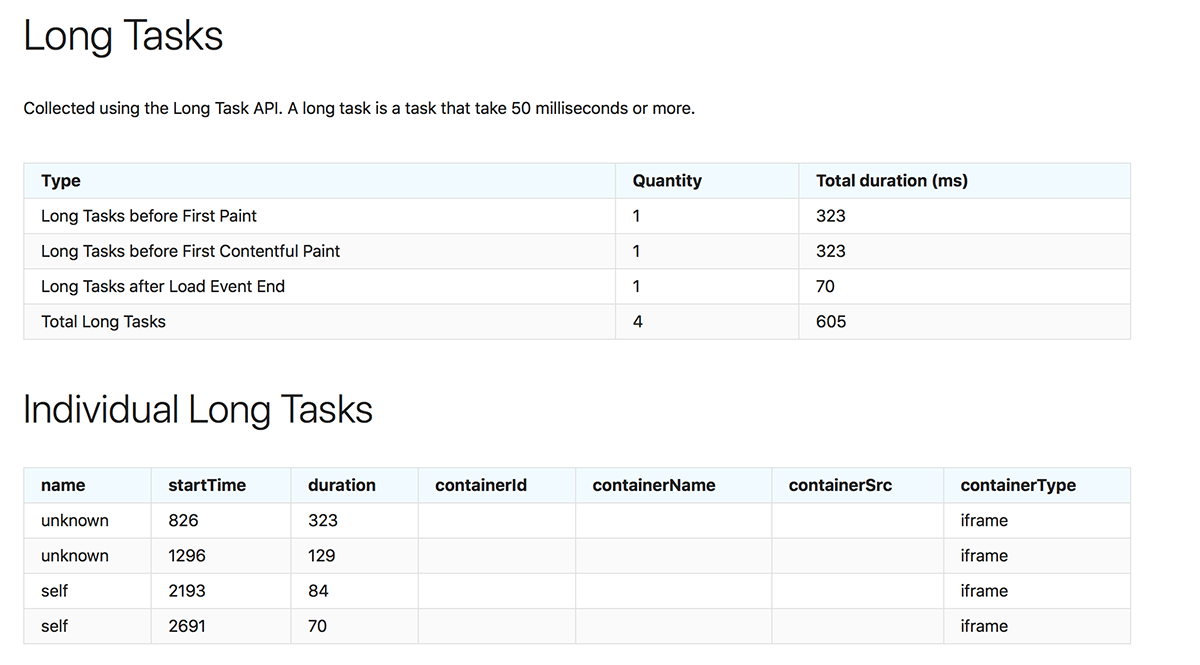 Long Tasks
Collected using the Long Task API. A long task is a task that take 50 milliseconds or more.
Type Quantity Total duration (ms)
Long Tasks before First Paint 1 323
Long Tasks before First Contentful Paint 1 323
Long Tasks after Load Event End 1 70
Total Long Tasks 4 605
Individual Long Tasks
name startTime duration containerId containerName containerSrc containerType
unknown 826 323 iframe
unknown 1296 129 iframe
self 2193 84 iframe
self 2691 70 iframe